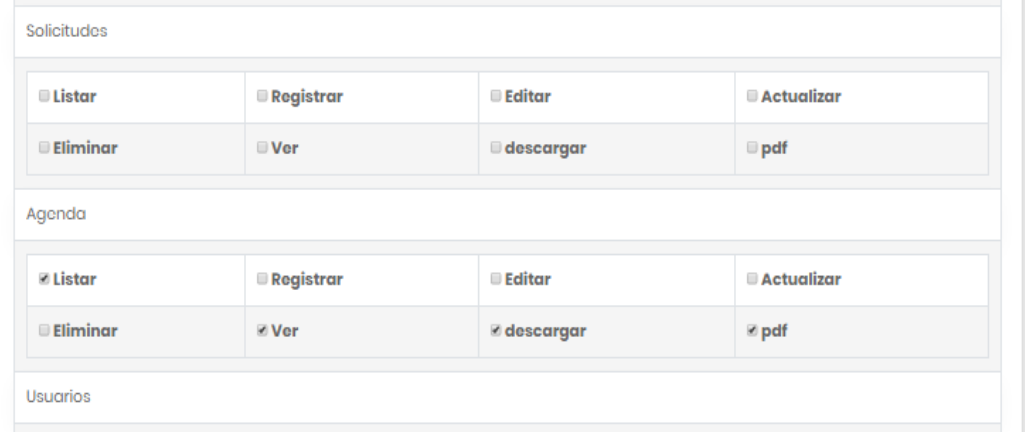 Solicitudes
Listar Registrar Editar Actualizar
Eliminar Ver descargar pdf
Agenda
Listar Registrar Editar Actualizar
Eliminar Ver descargar pdf
Usuarios